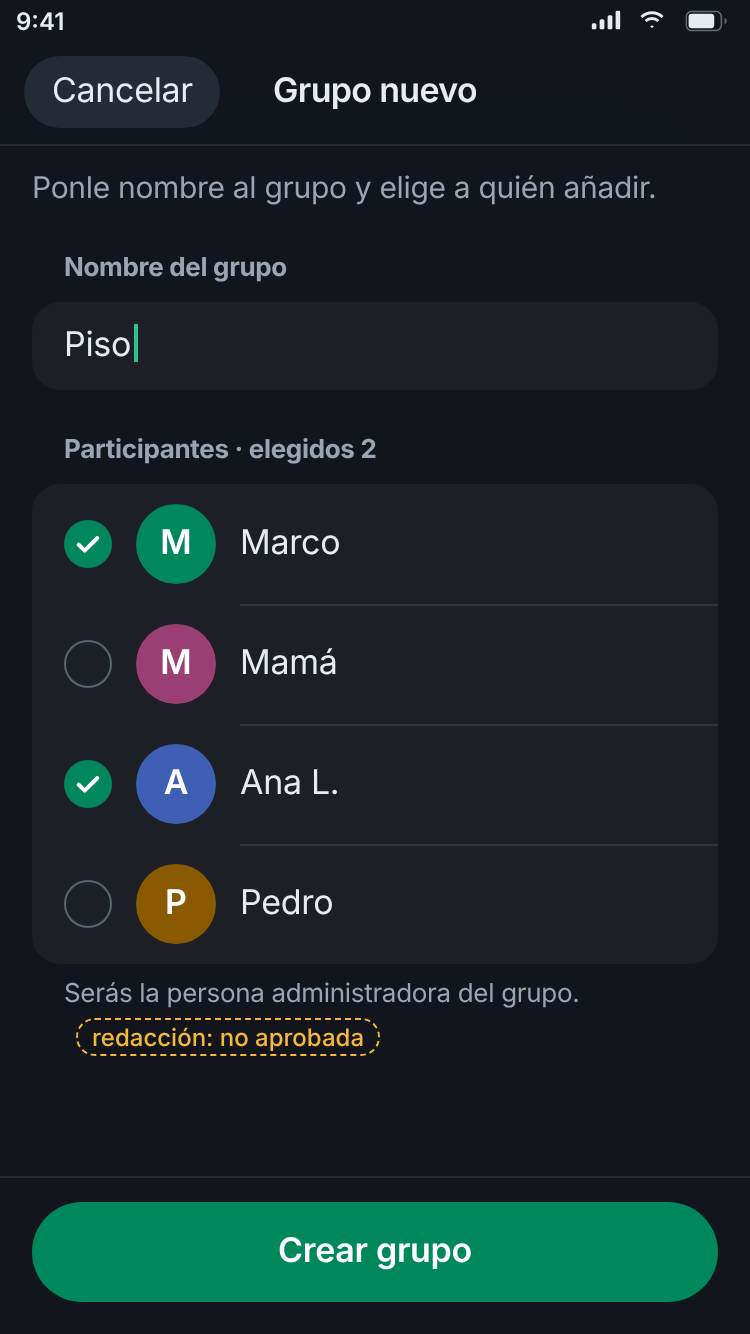 9:41
Cancelar
Grupo nuevo
Ponle nombre al grupo y elige a quién añadir.
Nombre del grupo
Piso
Participantes · elegidos 2
M Marco
M Mamá
A Ana L.
P Pedro
Serás la persona administradora del grupo.
redacción: no aprobada
Crear grupo